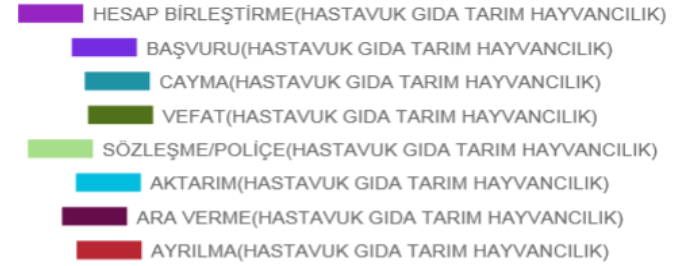 HESAP BİRLEŞTİRME(HASTAVUK GIDA TARIM HAYVANCILIK)
BAŞVURU(HASTAVUK GIDA TARIM HAYVANCILIK)
CAYMA(HASTAVUK GIDA TARIM HAYVANCILIK)
VEFAT(HASTAVUK GIDA TARIM HAYVANCILIK)
SÖZLEŞME/POLİÇE(HASTAVUK GIDA TARIM HAYVANCILIK)
AKTARIM(HASTAVUK GIDA TARIM HAYVANCILIK)
ARA VERME(HASTAVUK GIDA TARIM HAYVANCILIK)
AYRILMA(HASTAVUK GIDA TARIM HAYVANCILIK)